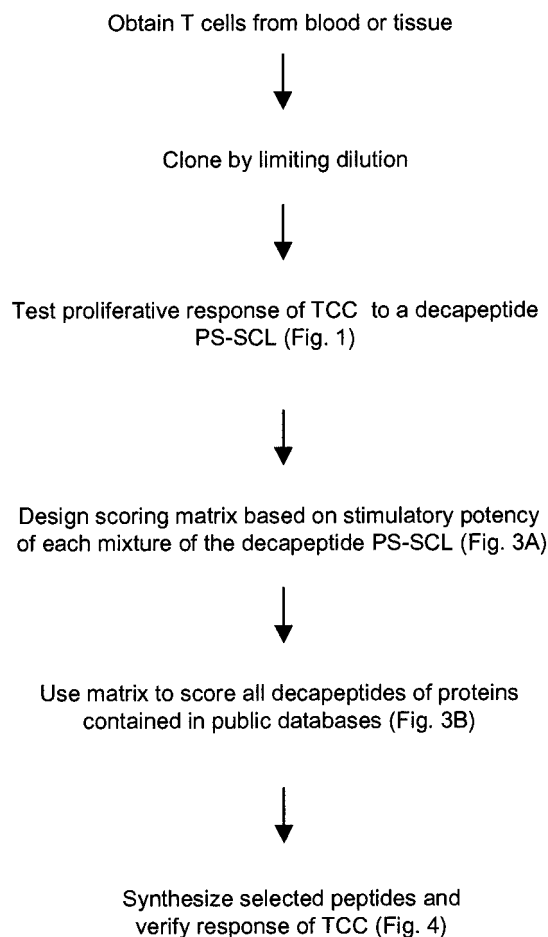 Obtain T cells from blood or tissue
Clone by limiting dilution
Test proliferative response of TCC to a decapeptide
PS-SCL (Fig. 1)
Design scoring matrix based on stimulatory potency
of each mixture of the decapeptide PS-SCL (Fig. 3A)
Use matrix to score all decapeptides of proteins
contained in public databases (Fig. 3B)
Synthesize selected peptides and
verify response of TCC (Fig. 4)